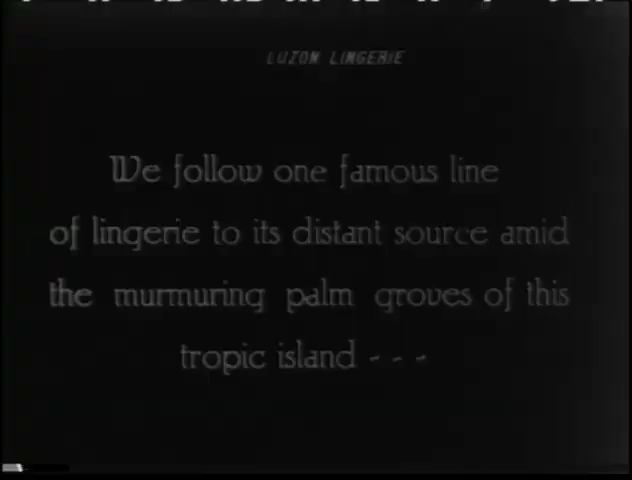 LUZON LINGERIE
We follow one famous line
of lingerie to its distant source amid
the murmuring palm groves of this
tropic island - - -